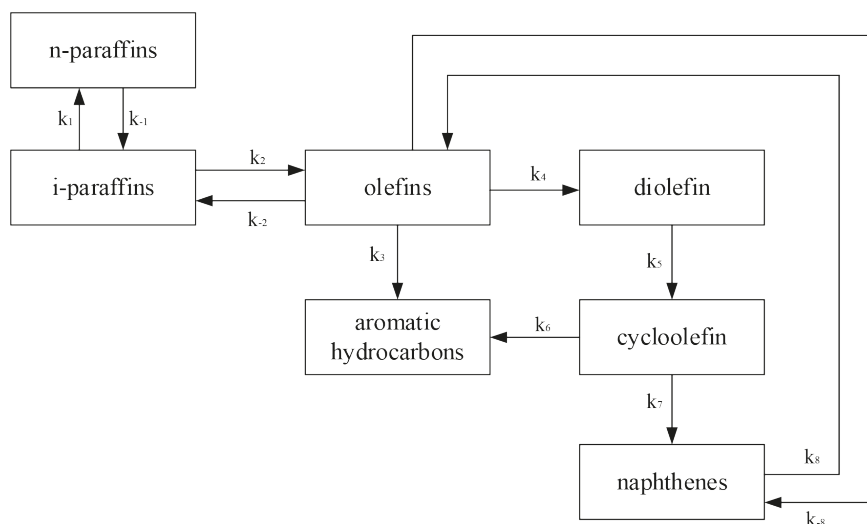 n-paraffins
k₁
k₋₁
i-paraffins
k₂
k₋₂
olefins
k₄
diolefin
k₃
k₅
aromatic
hydrocarbons
k₆
cycloolefin
k₇
naphthenes
k₈
k₋₈